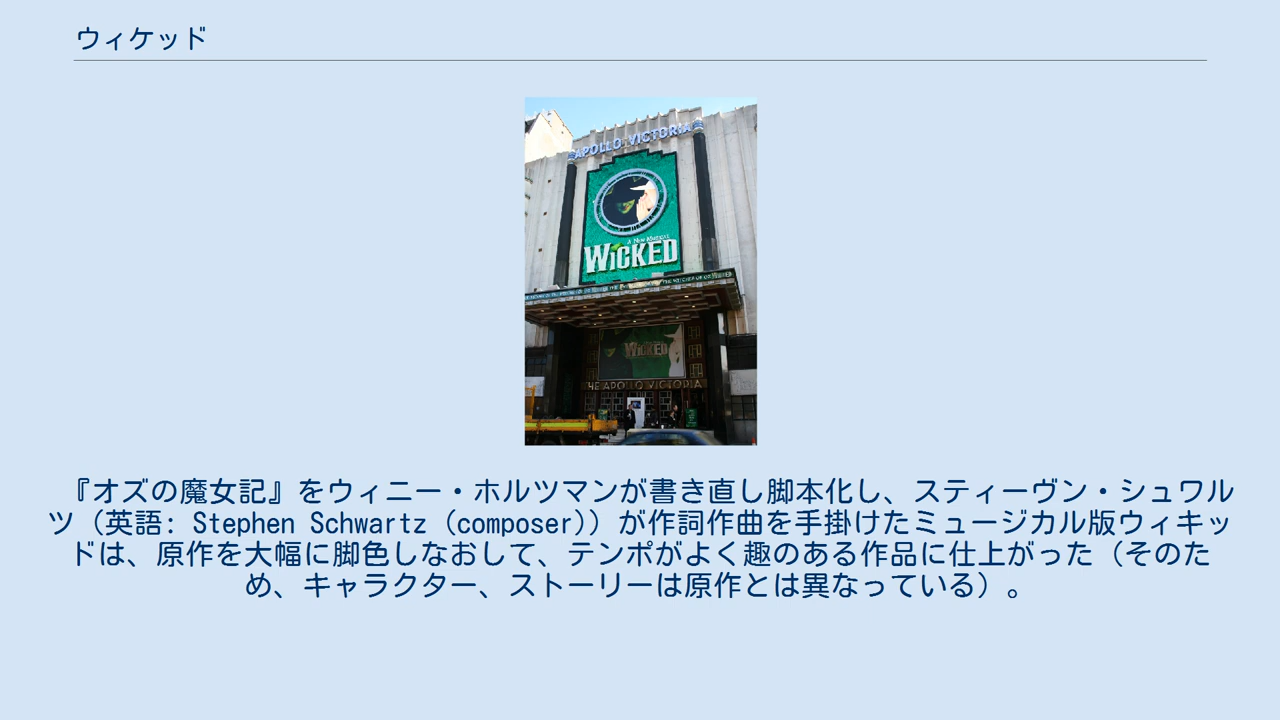 ウィケッド
APOLLO VICTORIA
A NEW MUSICAL
WICKED
WICKED
THE APOLLO VICTORIA
『オズの魔女記』をウィニー・ホルツマンが書き直し脚本化し、スティーヴン・シュワル
ツ（英語: Stephen Schwartz (composer)）が作詞作曲を手掛けたミュージカル版ウィキッ
ドは、原作を大幅に脚色しなおして、テンポがよく趣のある作品に仕上がった（そのた
め、キャラクター、ストーリーは原作とは異なっている）。